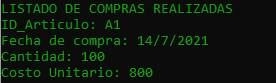 LISTADO DE COMPRAS REALIZADAS
ID_Articulo: A1
Fecha de compra: 14/7/2021
Cantidad: 100
Costo Unitario: 800